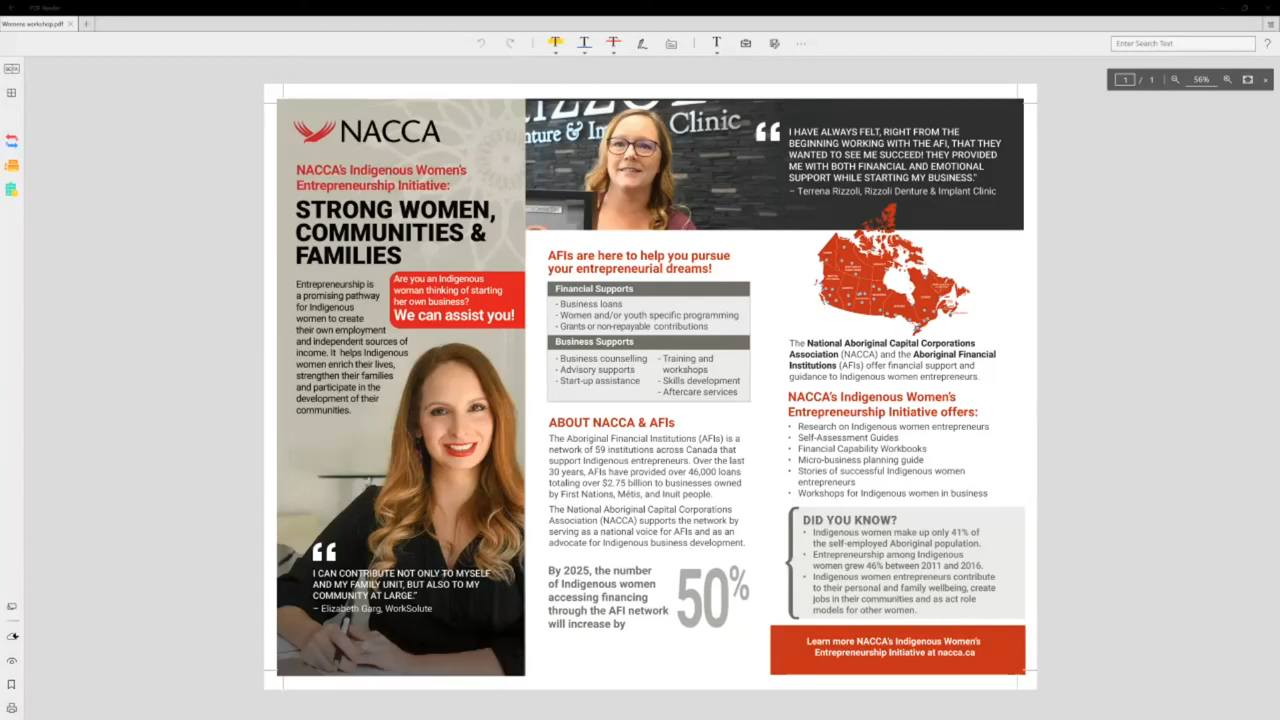 PDF Reader
Womens workshop.pdf
Enter Search Text
?
1 / 1
56%
NACCA
NACCA's Indigenous Women's
Entrepreneurship Initiative:
STRONG WOMEN,
COMMUNITIES &
FAMILIES
Entrepreneurship is
a promising pathway
for Indigenous
women to create
their own employment
and independent sources of
income. It helps Indigenous
women enrich their lives,
strengthen their families
and participate in the
development of their
communities.
Are you an Indigenous
woman thinking of starting
her own business?
We can assist you!
“
I CAN CONTRIBUTE NOT ONLY TO MYSELF
AND MY FAMILY UNIT, BUT ALSO TO MY
COMMUNITY AT LARGE.”
– Elizabeth Garg, WorkSolute
Clinic
“
I HAVE ALWAYS FELT, RIGHT FROM THE
BEGINNING WORKING WITH THE AFI, THAT THEY
WANTED TO SEE ME SUCCEED! THEY PROVIDED
ME WITH BOTH FINANCIAL AND EMOTIONAL
SUPPORT WHILE STARTING MY BUSINESS.”
– Terrena Rizzoli, Rizzoli Denture & Implant Clinic
AFIs are here to help you pursue
your entrepreneurial dreams!
Financial Supports
- Business loans
- Women and/or youth specific programming
- Grants or non-repayable contributions
Business Supports
- Business counselling
- Advisory supports
- Start-up assistance
- Training and
workshops
- Skills development
- Aftercare services
ABOUT NACCA & AFIs
The Aboriginal Financial Institutions (AFIs) is a
network of 59 institutions across Canada that
support Indigenous entrepreneurs. Over the last
30 years, AFIs have provided over 46,000 loans
totaling over $2.75 billion to businesses owned
by First Nations, Métis, and Inuit people.
The National Aboriginal Capital Corporations
Association (NACCA) supports the network by
serving as a national voice for AFIs and as an
advocate for Indigenous business development.
By 2025, the number
of Indigenous women
accessing financing
through the AFI network
will increase by
50%
The National Aboriginal Capital Corporations
Association (NACCA) and the Aboriginal Financial
Institutions (AFIs) offer financial support and
guidance to Indigenous women entrepreneurs.
NACCA's Indigenous Women's
Entrepreneurship Initiative offers:
• Research on Indigenous women entrepreneurs
• Self-Assessment Guides
• Financial Capability Workbooks
• Micro-business planning guide
• Stories of successful Indigenous women
entrepreneurs
• Workshops for Indigenous women in business
DID YOU KNOW?
• Indigenous women make up only 41% of
the self-employed Aboriginal population.
• Entrepreneurship among Indigenous
women grew 46% between 2011 and 2016.
• Indigenous women entrepreneurs contribute
to their personal and family wellbeing, create
jobs in their communities and as act role
models for other women.
Learn more NACCA's Indigenous Women's
Entrepreneurship Initiative at nacca.ca